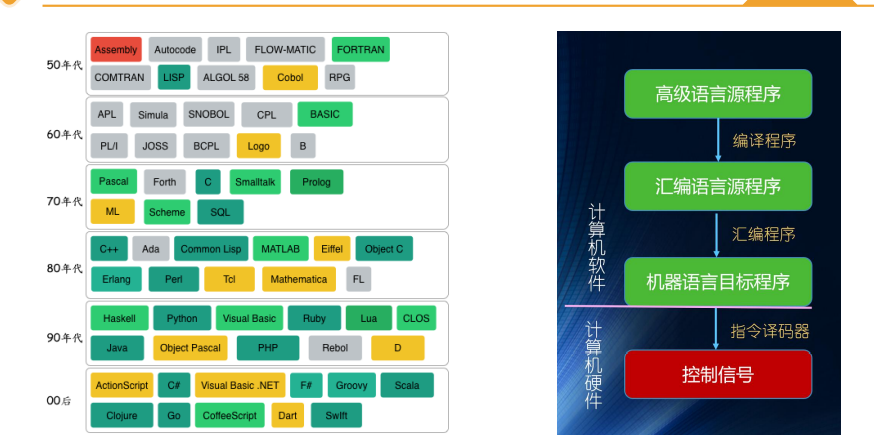 50年代
Assembly Autocode IPL FLOW-MATIC FORTRAN
COMTRAN LISP ALGOL 58 Cobol RPG
60年代
APL Simula SNOBOL CPL BASIC
PL/I JOSS BCPL Logo B
70年代
Pascal Forth C Smalltalk Prolog
ML Scheme SQL
80年代
C++ Ada Common Lisp MATLAB Eiffel Object C
Erlang Perl Tcl Mathematica FL
90年代
Haskell Python Visual Basic Ruby Lua CLOS
Java Object Pascal PHP Rebol D
00后
ActionScript C# Visual Basic .NET F# Groovy Scala
Clojure Go CoffeeScript Dart Swift
高级语言源程序
编译程序
汇编语言源程序
汇编程序
机器语言目标程序
指令译码器
控制信号
计算机软件
计算机硬件